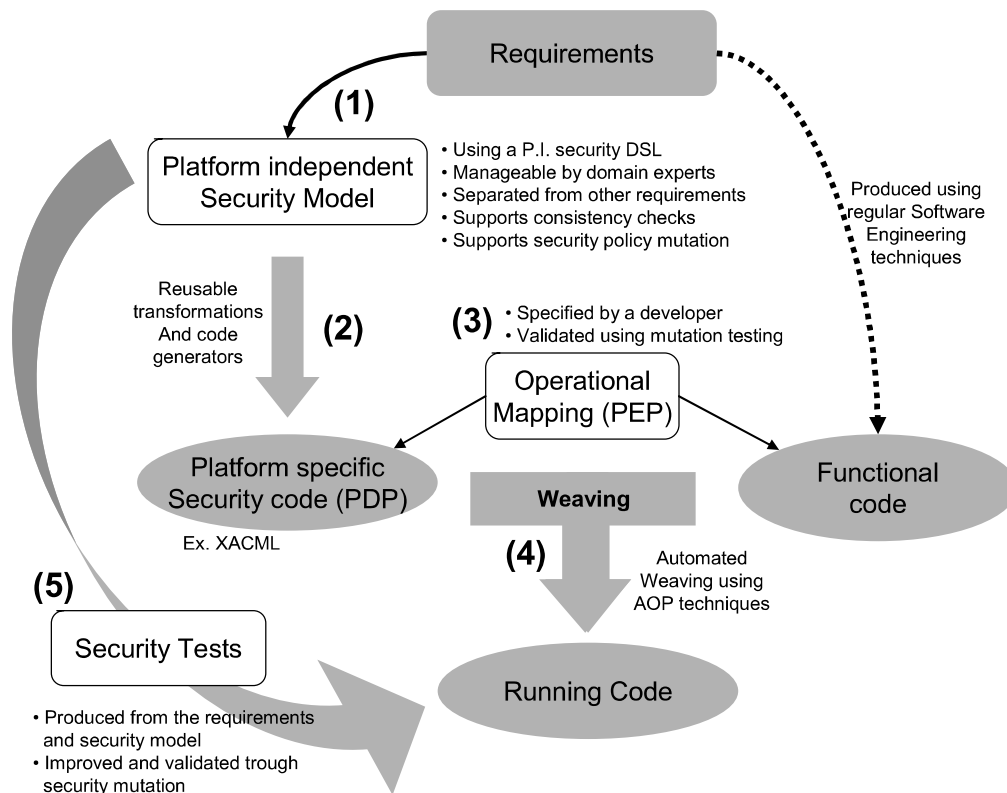 Requirements
(1)
Platform independent
Security Model
• Using a P.I. security DSL
• Manageable by domain experts
• Separated from other requirements
• Supports consistency checks
• Supports security policy mutation
Produced using
regular Software
Engineering
techniques
Reusable
transformations
And code
generators
(2)
(3)
• Specified by a developer
• Validated using mutation testing
Operational
Mapping (PEP)
Platform specific
Security code (PDP)
Ex. XACML
Functional
code
Weaving
(4)
Automated
Weaving using
AOP techniques
(5)
Security Tests
Running Code
• Produced from the requirements
and security model
• Improved and validated trough
security mutation